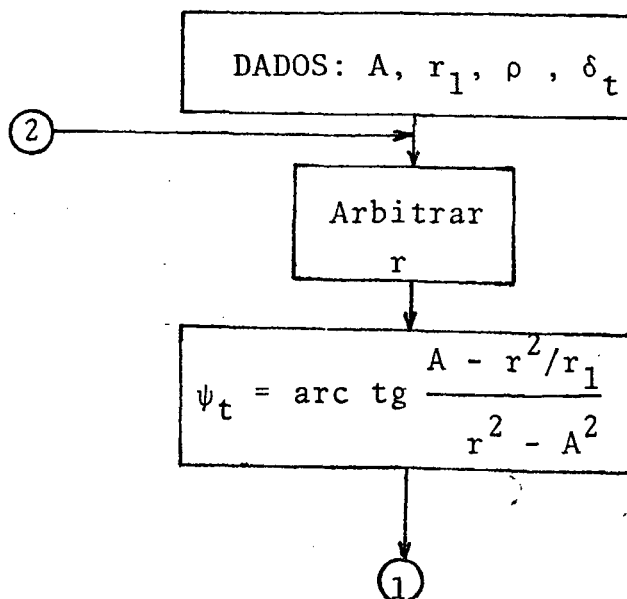 DADOS: A, r₁, ρ , δₜ
2
Arbitrar
r
ψₜ = arc tg (A - r²/r₁)/(r² - A²)
1